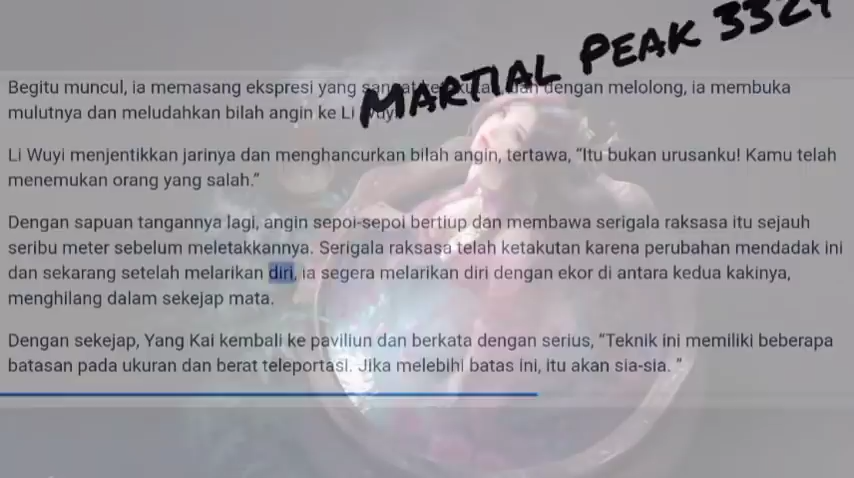 MARTIAL PEAK 3324
Begitu muncul, ia memasang ekspresi yang dan dengan melolong, ia membuka
mulutnya dan meludahkan bilah angin ke Li Wuyi
Li Wuyi menjentikkan jarinya dan menghancurkan bilah angin, tertawa, “Itu bukan urusanku! Kamu telah
menemukan orang yang salah.”
Dengan sapuan tangannya lagi, angin sepoi-sepoi bertiup dan membawa serigala raksasa itu sejauh
seribu meter sebelum meletakkannya. Serigala raksasa telah ketakutan karena perubahan mendadak ini
dan sekarang setelah melarikan diri, ia segera melarikan diri dengan ekor di antara kedua kakinya,
menghilang dalam sekejap mata.
Dengan sekejap, Yang Kai kembali ke paviliun dan berkata dengan serius, “Teknik ini memiliki beberapa
batasan pada ukuran dan berat teleportasi. Jika melebihi batas ini, itu akan sia-sia. ”